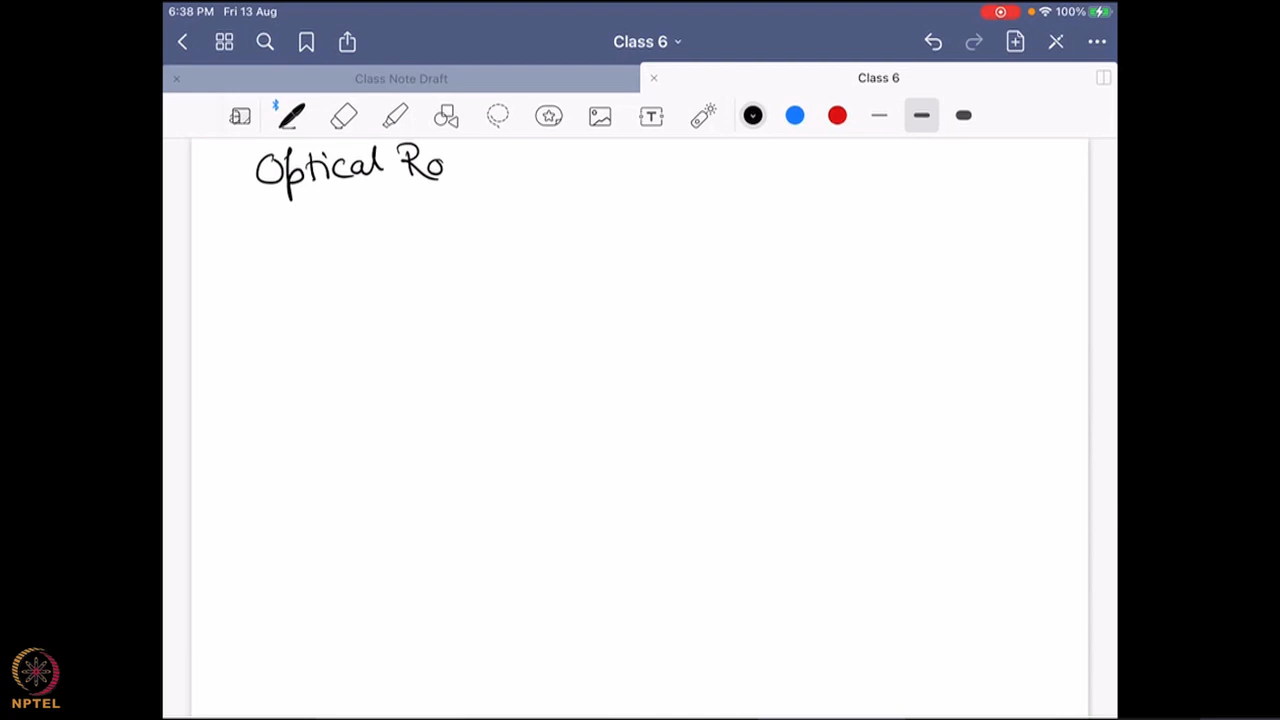 6:38 PM Fri 13 Aug 100%
Class 6
Class Note Draft Class 6
T
Optical Ro
NPTEL